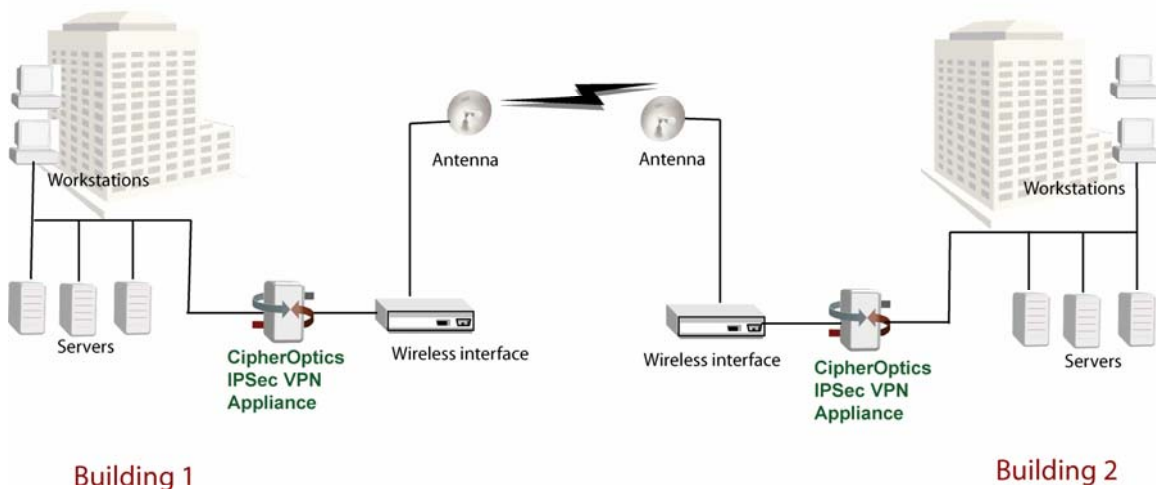 Antenna
Antenna
Workstations
Workstations
Servers
Wireless interface
Wireless interface
Servers
CipherOptics
IPSec VPN
Appliance
CipherOptics
IPSec VPN
Appliance
Building 1
Building 2